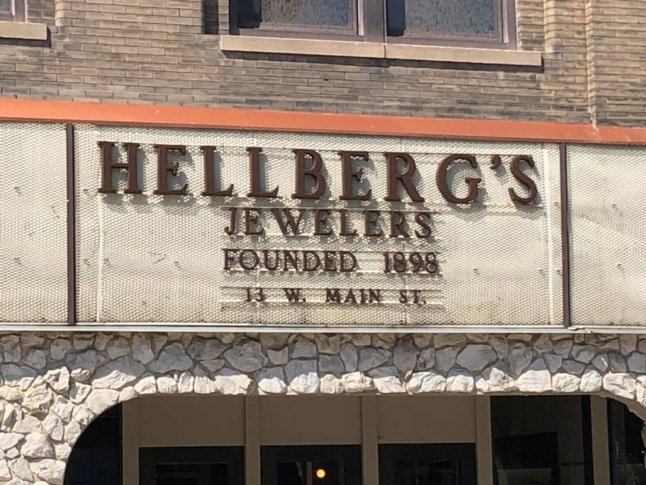 HELLBERG'S
JEWELERS
FOUNDED 1898
13 W. MAIN ST.